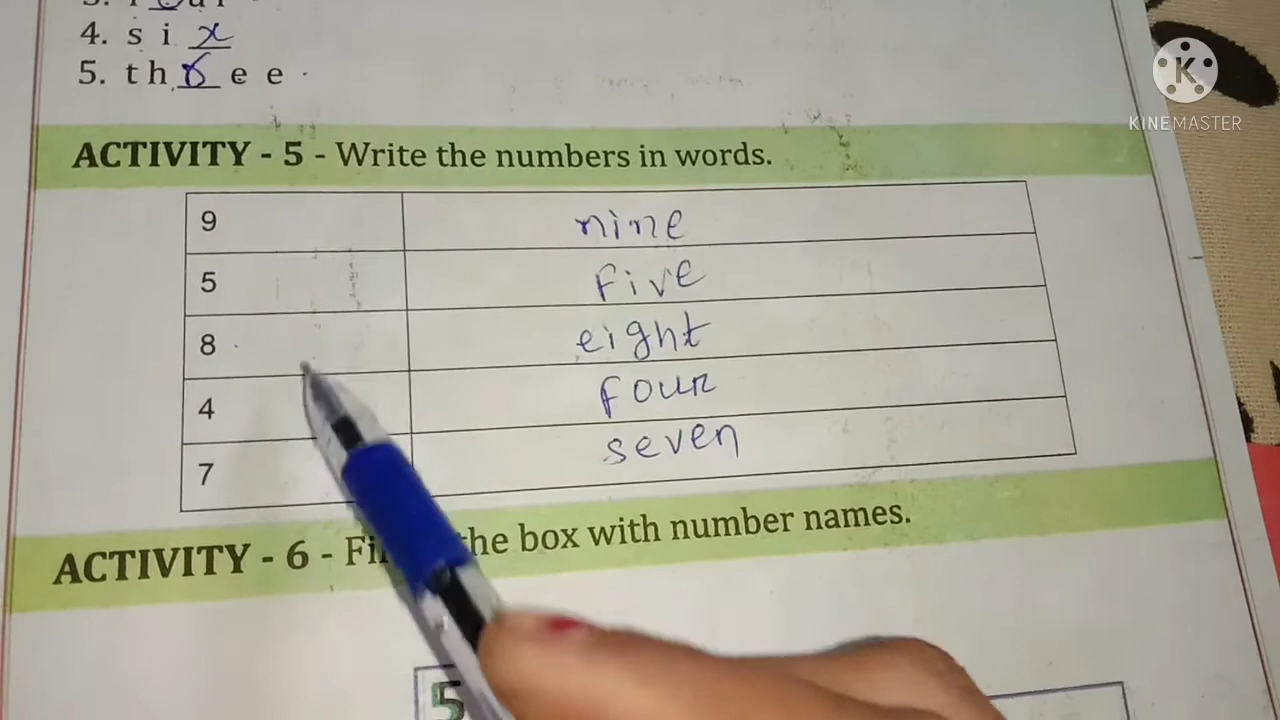 4. s i x
5. t h r e e
K
KINEMASTER
ACTIVITY - 5 - Write the numbers in words.
9 nine
5 five
8 eight
4 four
7 seven
ACTIVITY - 6 - the box with number names.
5